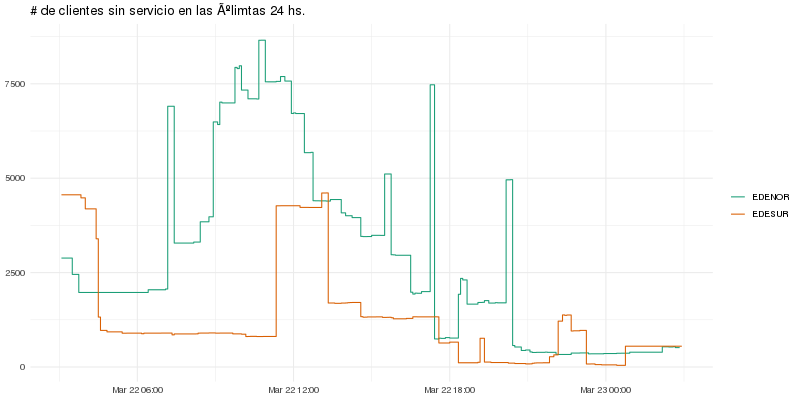 # de clientes sin servicio en las Ãºlimtas 24 hs.
7500
5000
2500
0
Mar 22 06:00
Mar 22 12:00
Mar 22 18:00
Mar 23 00:00
EDENOR
EDESUR